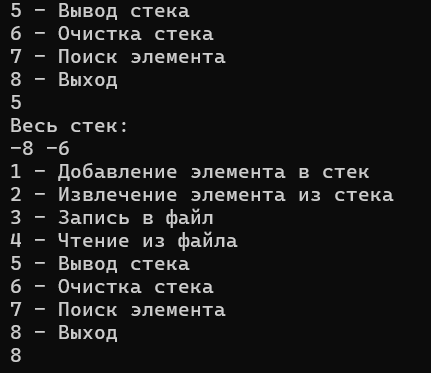 5 - Вывод стека
6 - Очистка стека
7 - Поиск элемента
8 - Выход
5
Весь стек:
-8 -6
1 - Добавление элемента в стек
2 - Извлечение элемента из стека
3 - Запись в файл
4 - Чтение из файла
5 - Вывод стека
6 - Очистка стека
7 - Поиск элемента
8 - Выход
8